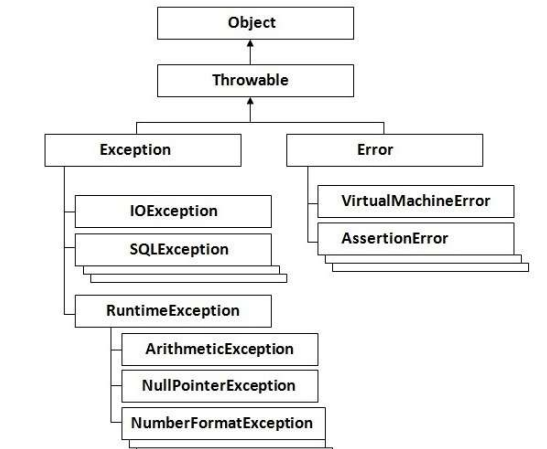 Object
Throwable
Exception
Error
IOException
SQLException
RuntimeException
ArithmeticException
NullPointerException
NumberFormatException
VirtualMachineError
AssertionError